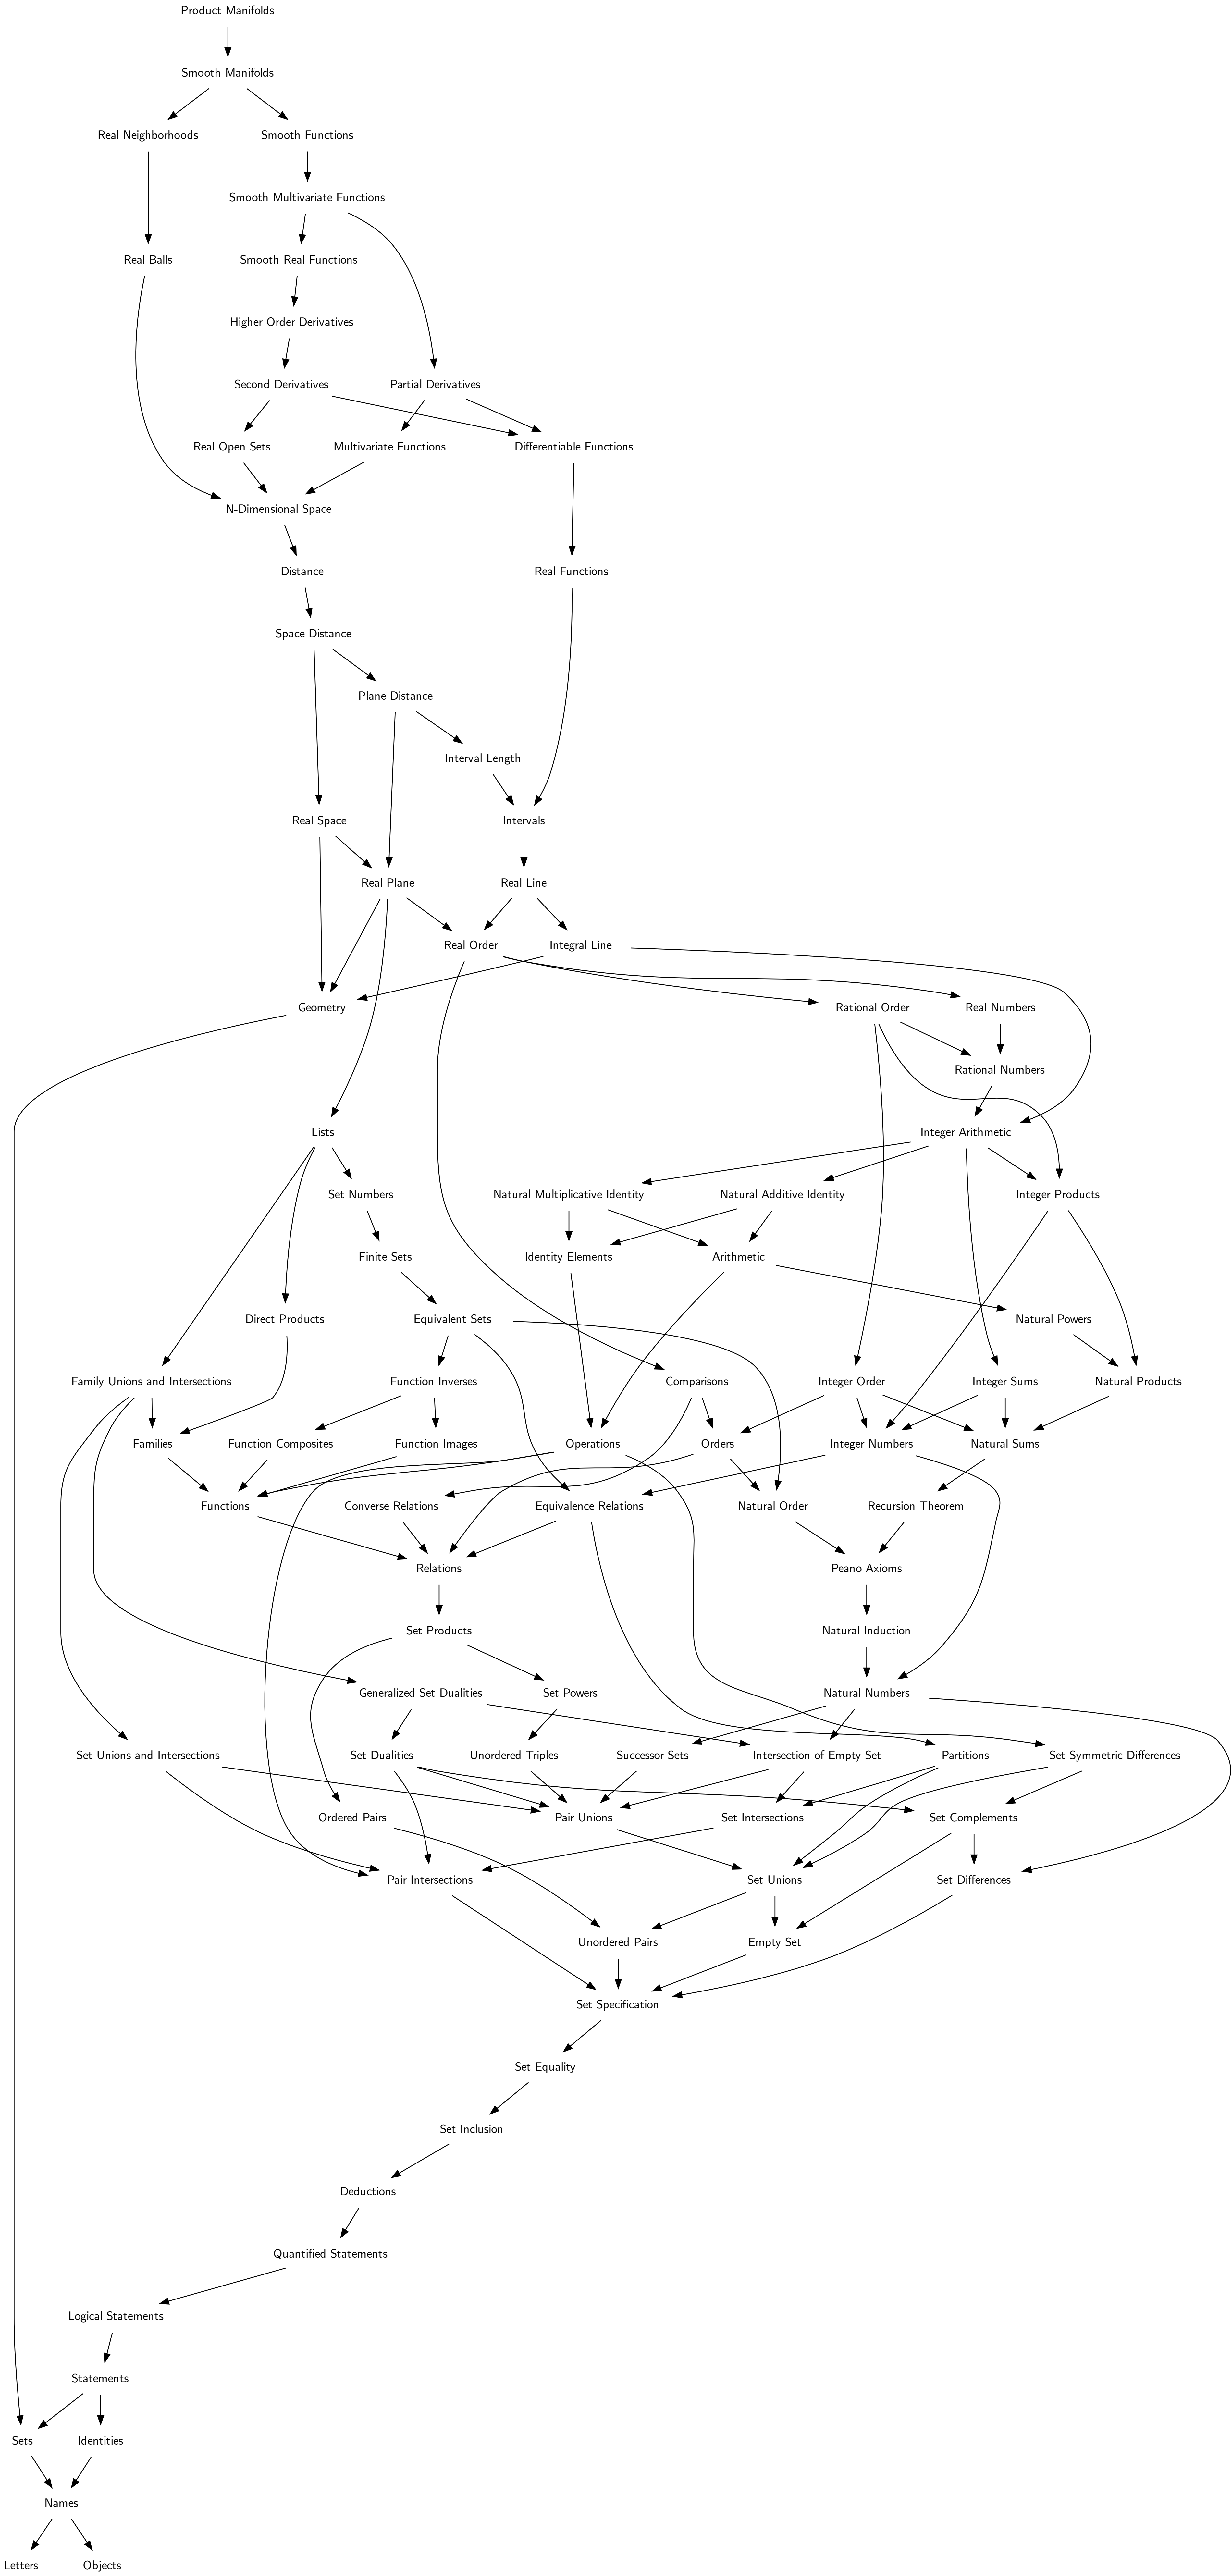 Product Manifolds
Smooth Manifolds
Real Neighborhoods
Smooth Functions
Smooth Multivariate Functions
Real Balls
Smooth Real Functions
Higher Order Derivatives
Second Derivatives
Partial Derivatives
Real Open Sets
Multivariate Functions
Differentiable Functions
N-Dimensional Space
Distance
Real Functions
Space Distance
Plane Distance
Interval Length
Real Space
Intervals
Real Plane
Real Line
Real Order
Integral Line
Geometry
Rational Order
Real Numbers
Rational Numbers
Lists
Integer Arithmetic
Set Numbers
Natural Multiplicative Identity
Natural Additive Identity
Integer Products
Finite Sets
Identity Elements
Arithmetic
Direct Products
Equivalent Sets
Natural Powers
Family Unions and Intersections
Function Inverses
Comparisons
Integer Order
Integer Sums
Natural Products
Families
Function Composites
Function Images
Operations
Orders
Integer Numbers
Natural Sums
Functions
Converse Relations
Equivalence Relations
Natural Order
Recursion Theorem
Relations
Peano Axioms
Set Products
Natural Induction
Generalized Set Dualities
Set Powers
Natural Numbers
Set Unions and Intersections
Set Dualities
Unordered Triples
Successor Sets
Intersection of Empty Set
Partitions
Set Symmetric Differences
Ordered Pairs
Pair Unions
Set Intersections
Set Complements
Pair Intersections
Set Unions
Set Differences
Unordered Pairs
Empty Set
Set Specification
Set Equality
Set Inclusion
Deductions
Quantified Statements
Logical Statements
Statements
Sets
Identities
Names
Letters
Objects